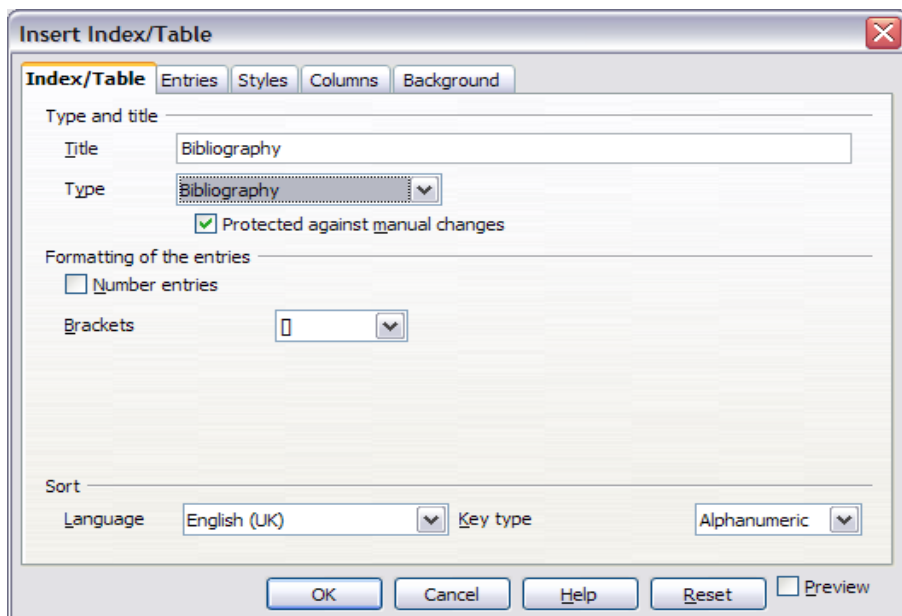 Insert Index/Table
Index/Table Entries Styles Columns Background
Type and title
Title Bibliography
Type Bibliography
Protected against manual changes
Formatting of the entries
Number entries
Brackets []
Sort
Language English (UK) Key type Alphanumeric
OK Cancel Help Reset Preview